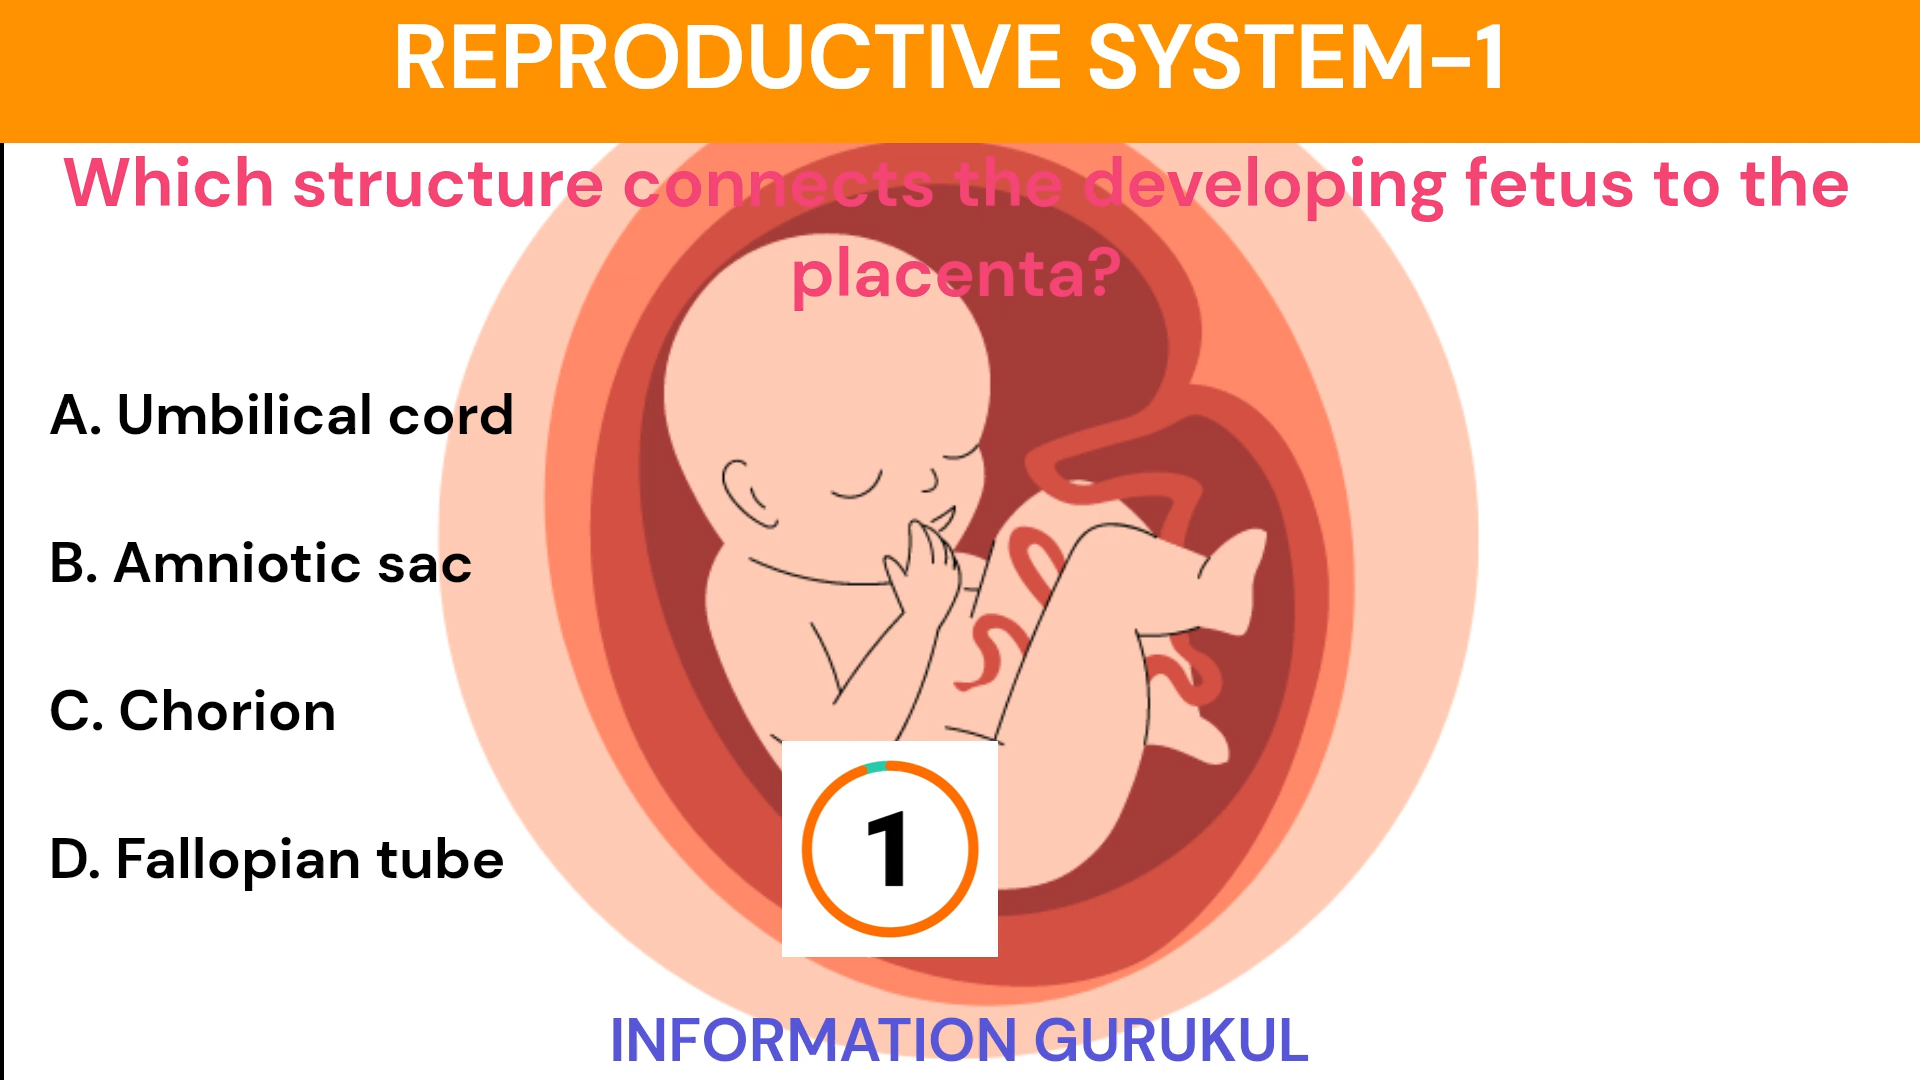 REPRODUCTIVE SYSTEM-1
Which structure connects the developing fetus to the
placenta?
A. Umbilical cord
B. Amniotic sac
C. Chorion
D. Fallopian tube
1
INFORMATION GURUKUL